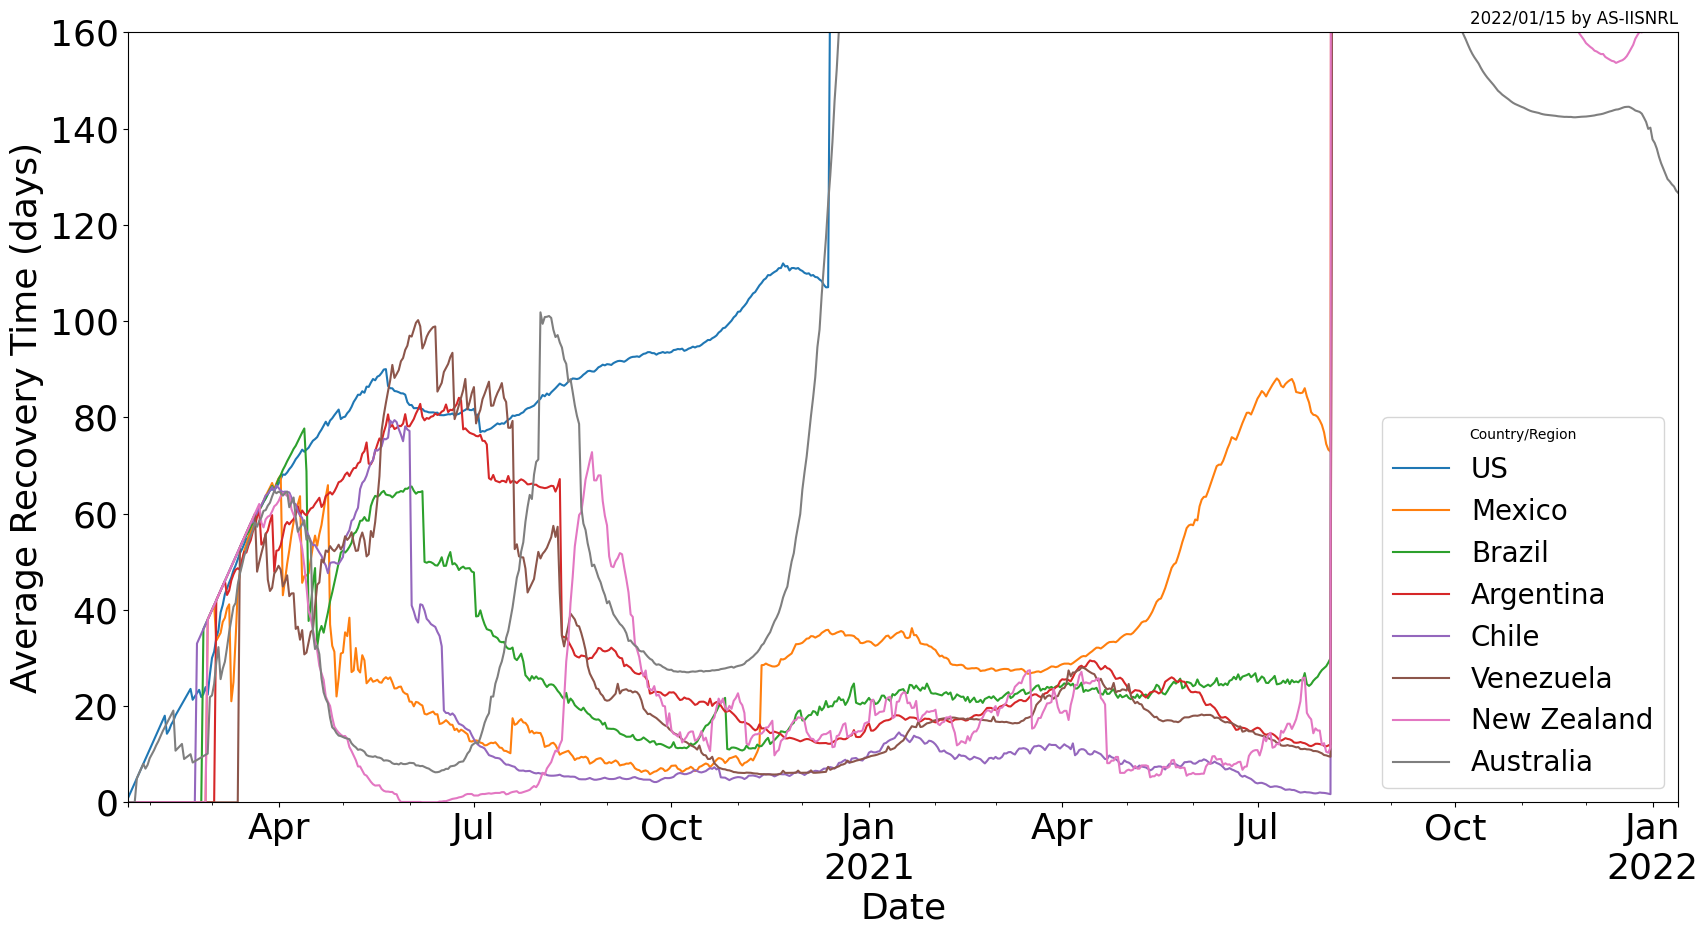 2022/01/15 by AS-IISNRL
160
140
120
100
80
60
40
20
0
Average Recovery Time (days)
Country/Region
US
Mexico
Brazil
Argentina
Chile
Venezuela
New Zealand
Australia
Apr Jul Oct Jan Apr Jul Oct Jan
2021 2022
Date